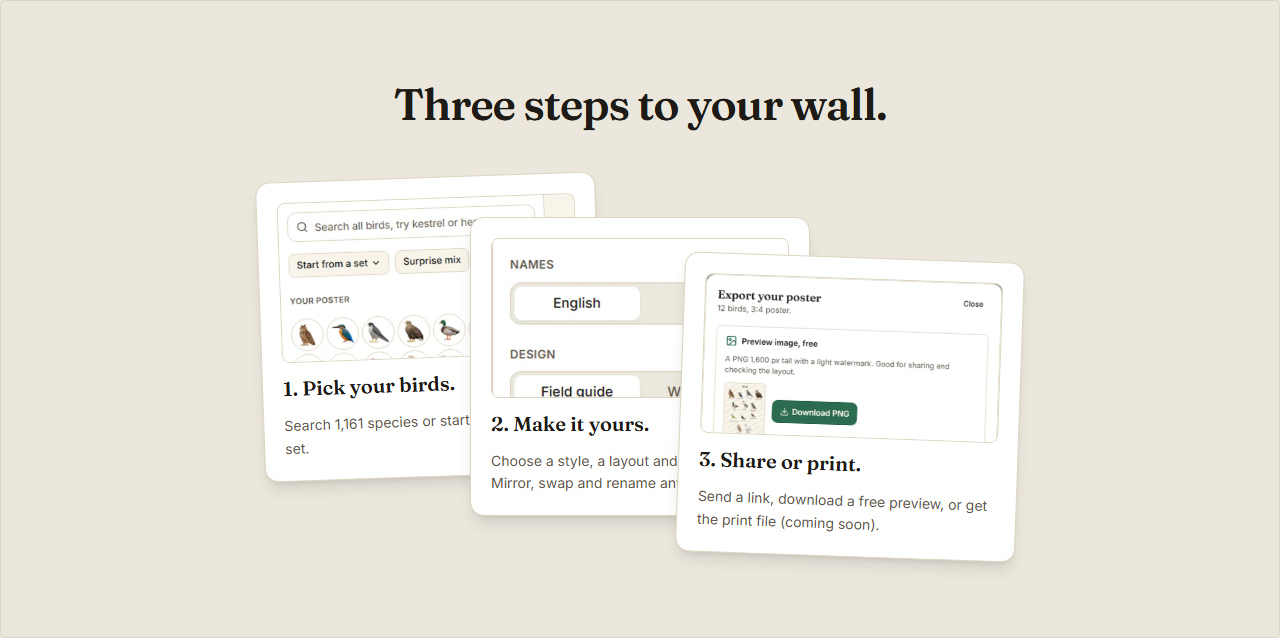 Three steps to your wall.
Search all birds, try kestrel or
Start from a set
Surprise mix
YOUR POSTER
1. Pick your birds.
Search 1,161 species or start
set.
NAMES
English
DESIGN
Field guide
2. Make it yours.
Choose a style, a layout and
Mirror, swap and rename
Export your poster
Close
12 birds, 3:4 poster.
Preview image, free
A PNG 1,600 px tall with a light watermark. Good for sharing and
checking the layout.
Download PNG
3. Share or print.
Send a link, download a free preview, or get
the print file (coming soon).